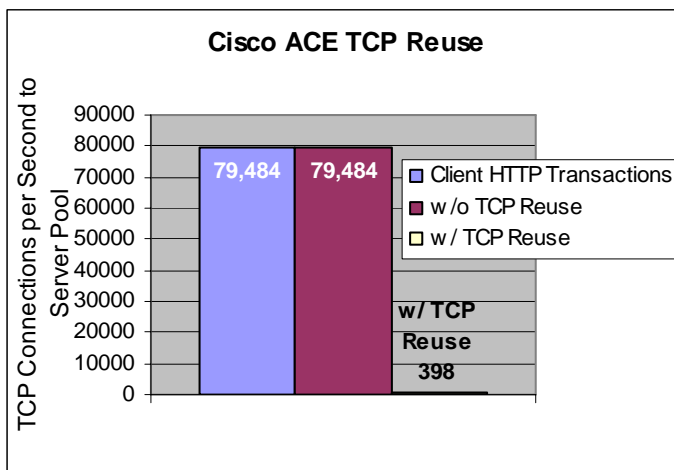 Cisco ACE TCP Reuse
TCP Connections per Second to
Server Pool
90000
80000
70000
60000
50000
40000
30000
20000
10000
0
79,484
79,484
w/ TCP
Reuse
398
Client HTTP Transactions
w/o TCP Reuse
w/ TCP Reuse